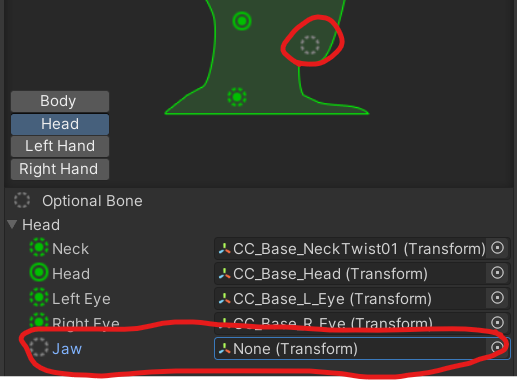 Body
Head
Left Hand
Right Hand
Optional Bone
Head
Neck CC_Base_NeckTwist01 (Transform)
Head CC_Base_Head (Transform)
Left Eye CC_Base_L_Eye (Transform)
Right Eye CC_Base_R_Eye (Transform)
Jaw None (Transform)